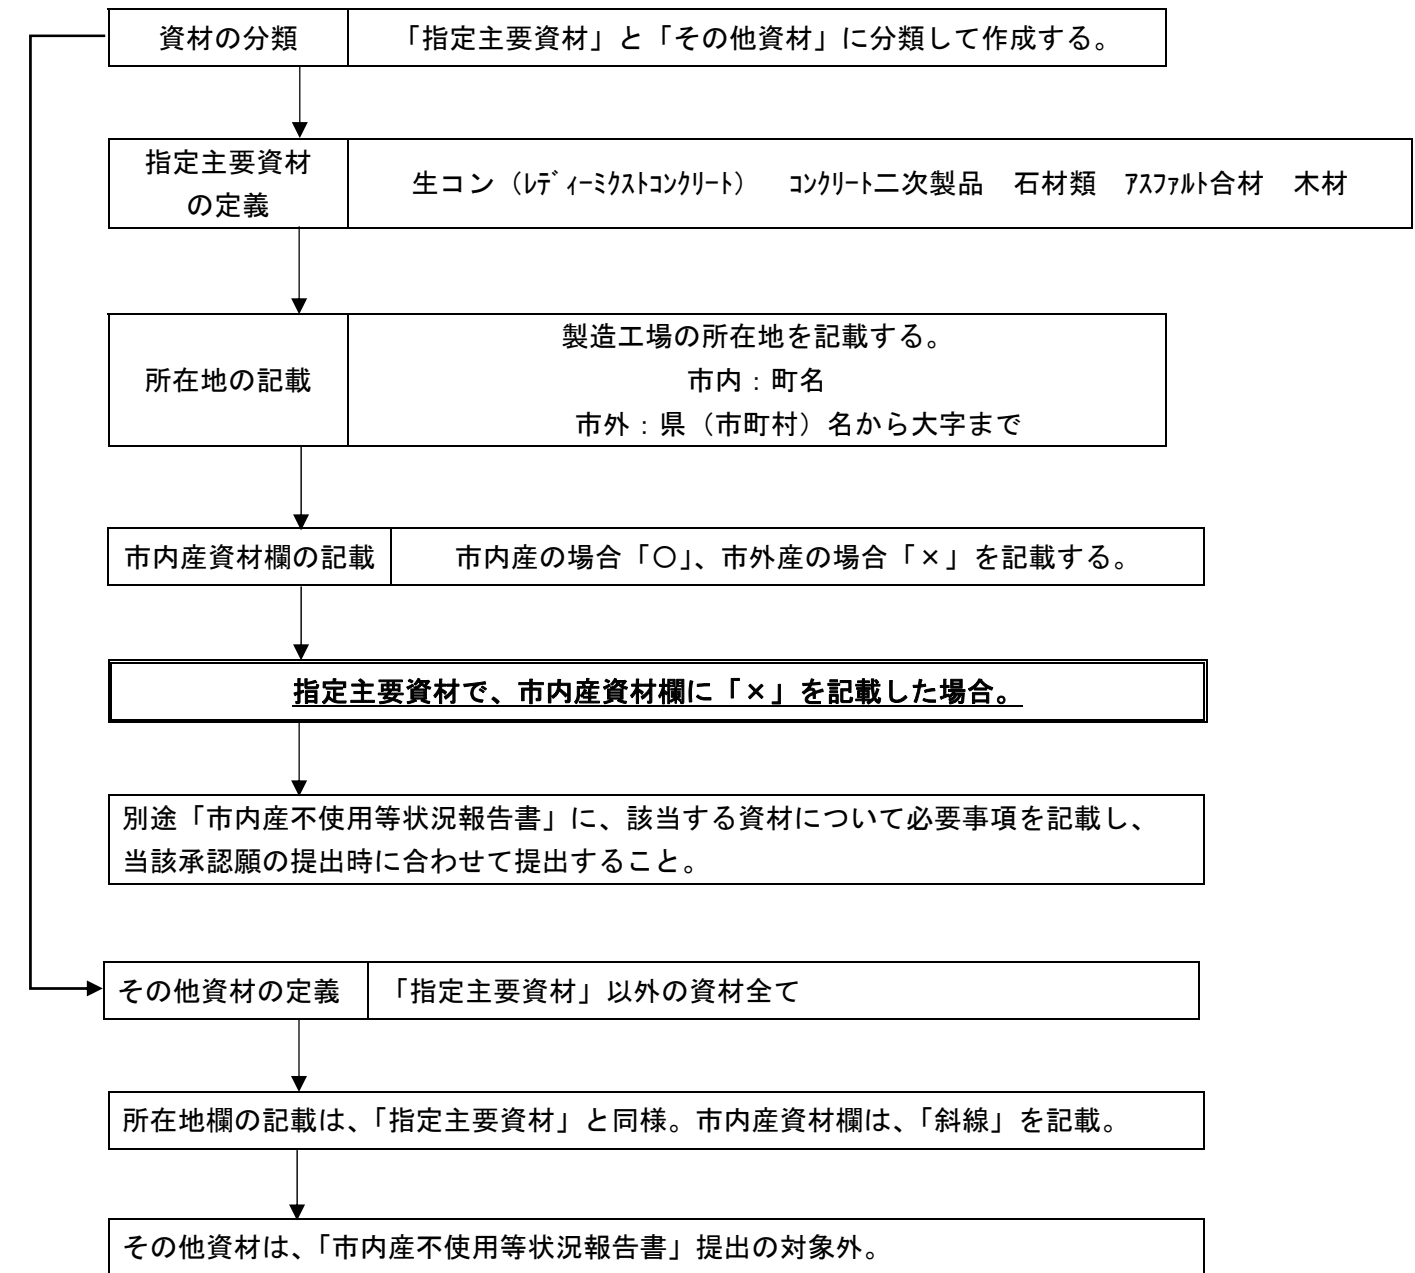 資材の分類 「指定主要資材」と「その他資材」に分類して作成する。
指定主要資材
の定義
生コン（ﾚﾃﾞｨｰﾐｸｽﾄｺﾝｸﾘｰﾄ） ｺﾝｸﾘｰﾄ二次製品 石材類 ｱｽﾌｧﾙﾄ合材 木材
所在地の記載
製造工場の所在地を記載する。
市内：町名
市外：県（市町村）名から大字まで
市内産資材欄の記載 市内産の場合「〇」、市外産の場合「×」を記載する。
指定主要資材で、市内産資材欄に「×」を記載した場合。
別途「市内産不使用等状況報告書」に、該当する資材について必要事項を記載し、
当該承認願の提出時に合わせて提出すること。
その他資材の定義 「指定主要資材」以外の資材全て
所在地欄の記載は、「指定主要資材」と同様。市内産資材欄は、「斜線」を記載。
その他資材は、「市内産不使用等状況報告書」提出の対象外。